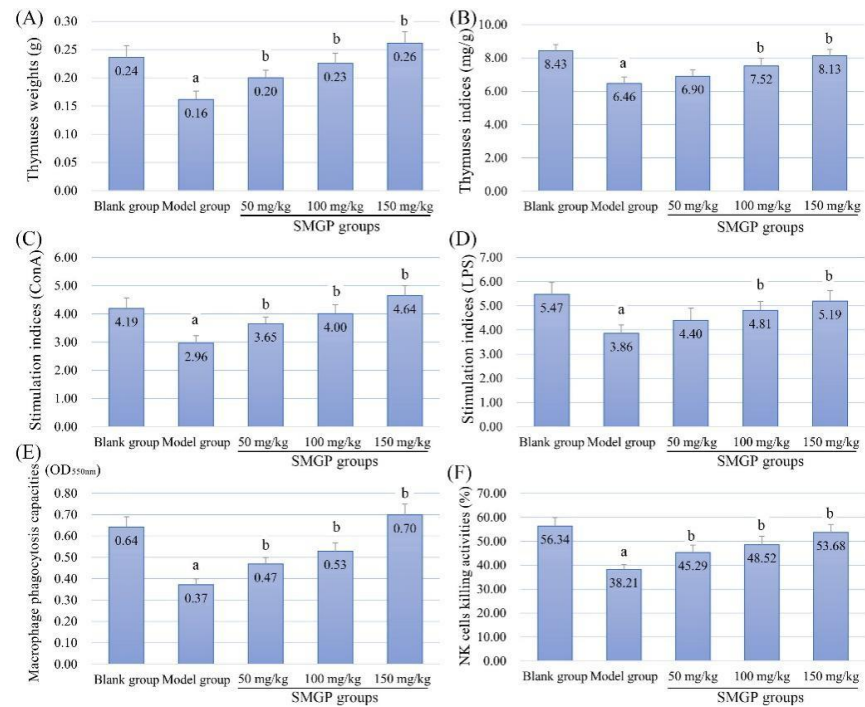 (A)
Thymuses weights (g)
0.30
0.25
0.20
0.15
0.10
0.05
0.00
0.24
a
0.16
b
0.20
b
0.23
b
0.26
Blank group Model group 50 mg/kg 100 mg/kg 150 mg/kg
SMGP groups
(B)
Thymuses indices (mg/g)
10.00
8.00
6.00
4.00
2.00
0.00
8.43
a
6.46
6.90
b
7.52
b
8.13
Blank group Model group 50 mg/kg 100 mg/kg 150 mg/kg
SMGP groups
(C)
Stimulation indices (ConA)
6.00
5.00
4.00
3.00
2.00
1.00
0.00
4.19
a
2.96
b
3.65
b
4.00
b
4.64
Blank group Model group 50 mg/kg 100 mg/kg 150 mg/kg
SMGP groups
(D)
Stimulation indices (LPS)
7.00
6.00
5.00
4.00
3.00
2.00
1.00
0.00
5.47
a
3.86
4.40
b
4.81
b
5.19
Blank group Model group 50 mg/kg 100 mg/kg 150 mg/kg
SMGP groups
(E)
Macrophage phagocytosis capacities
(OD550nm)
0.80
0.70
0.60
0.50
0.40
0.30
0.20
0.10
0.00
0.64
a
0.37
b
0.47
b
0.53
b
0.70
Blank group Model group 50 mg/kg 100 mg/kg 150 mg/kg
SMGP groups
(F)
NK cells killing activities (%)
70.00
60.00
50.00
40.00
30.00
20.00
10.00
0.00
56.34
a
38.21
b
45.29
b
48.52
b
53.68
Blank group Model group 50 mg/kg 100 mg/kg 150 mg/kg
SMGP groups